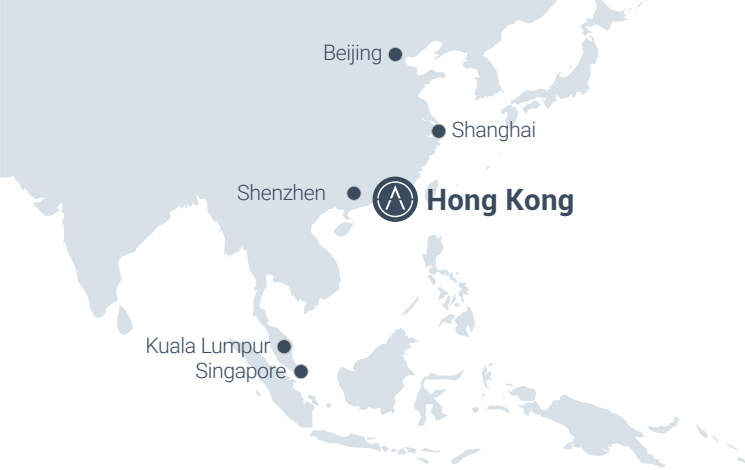 Beijing
Shanghai
Shenzhen
Hong Kong
Kuala Lumpur
Singapore